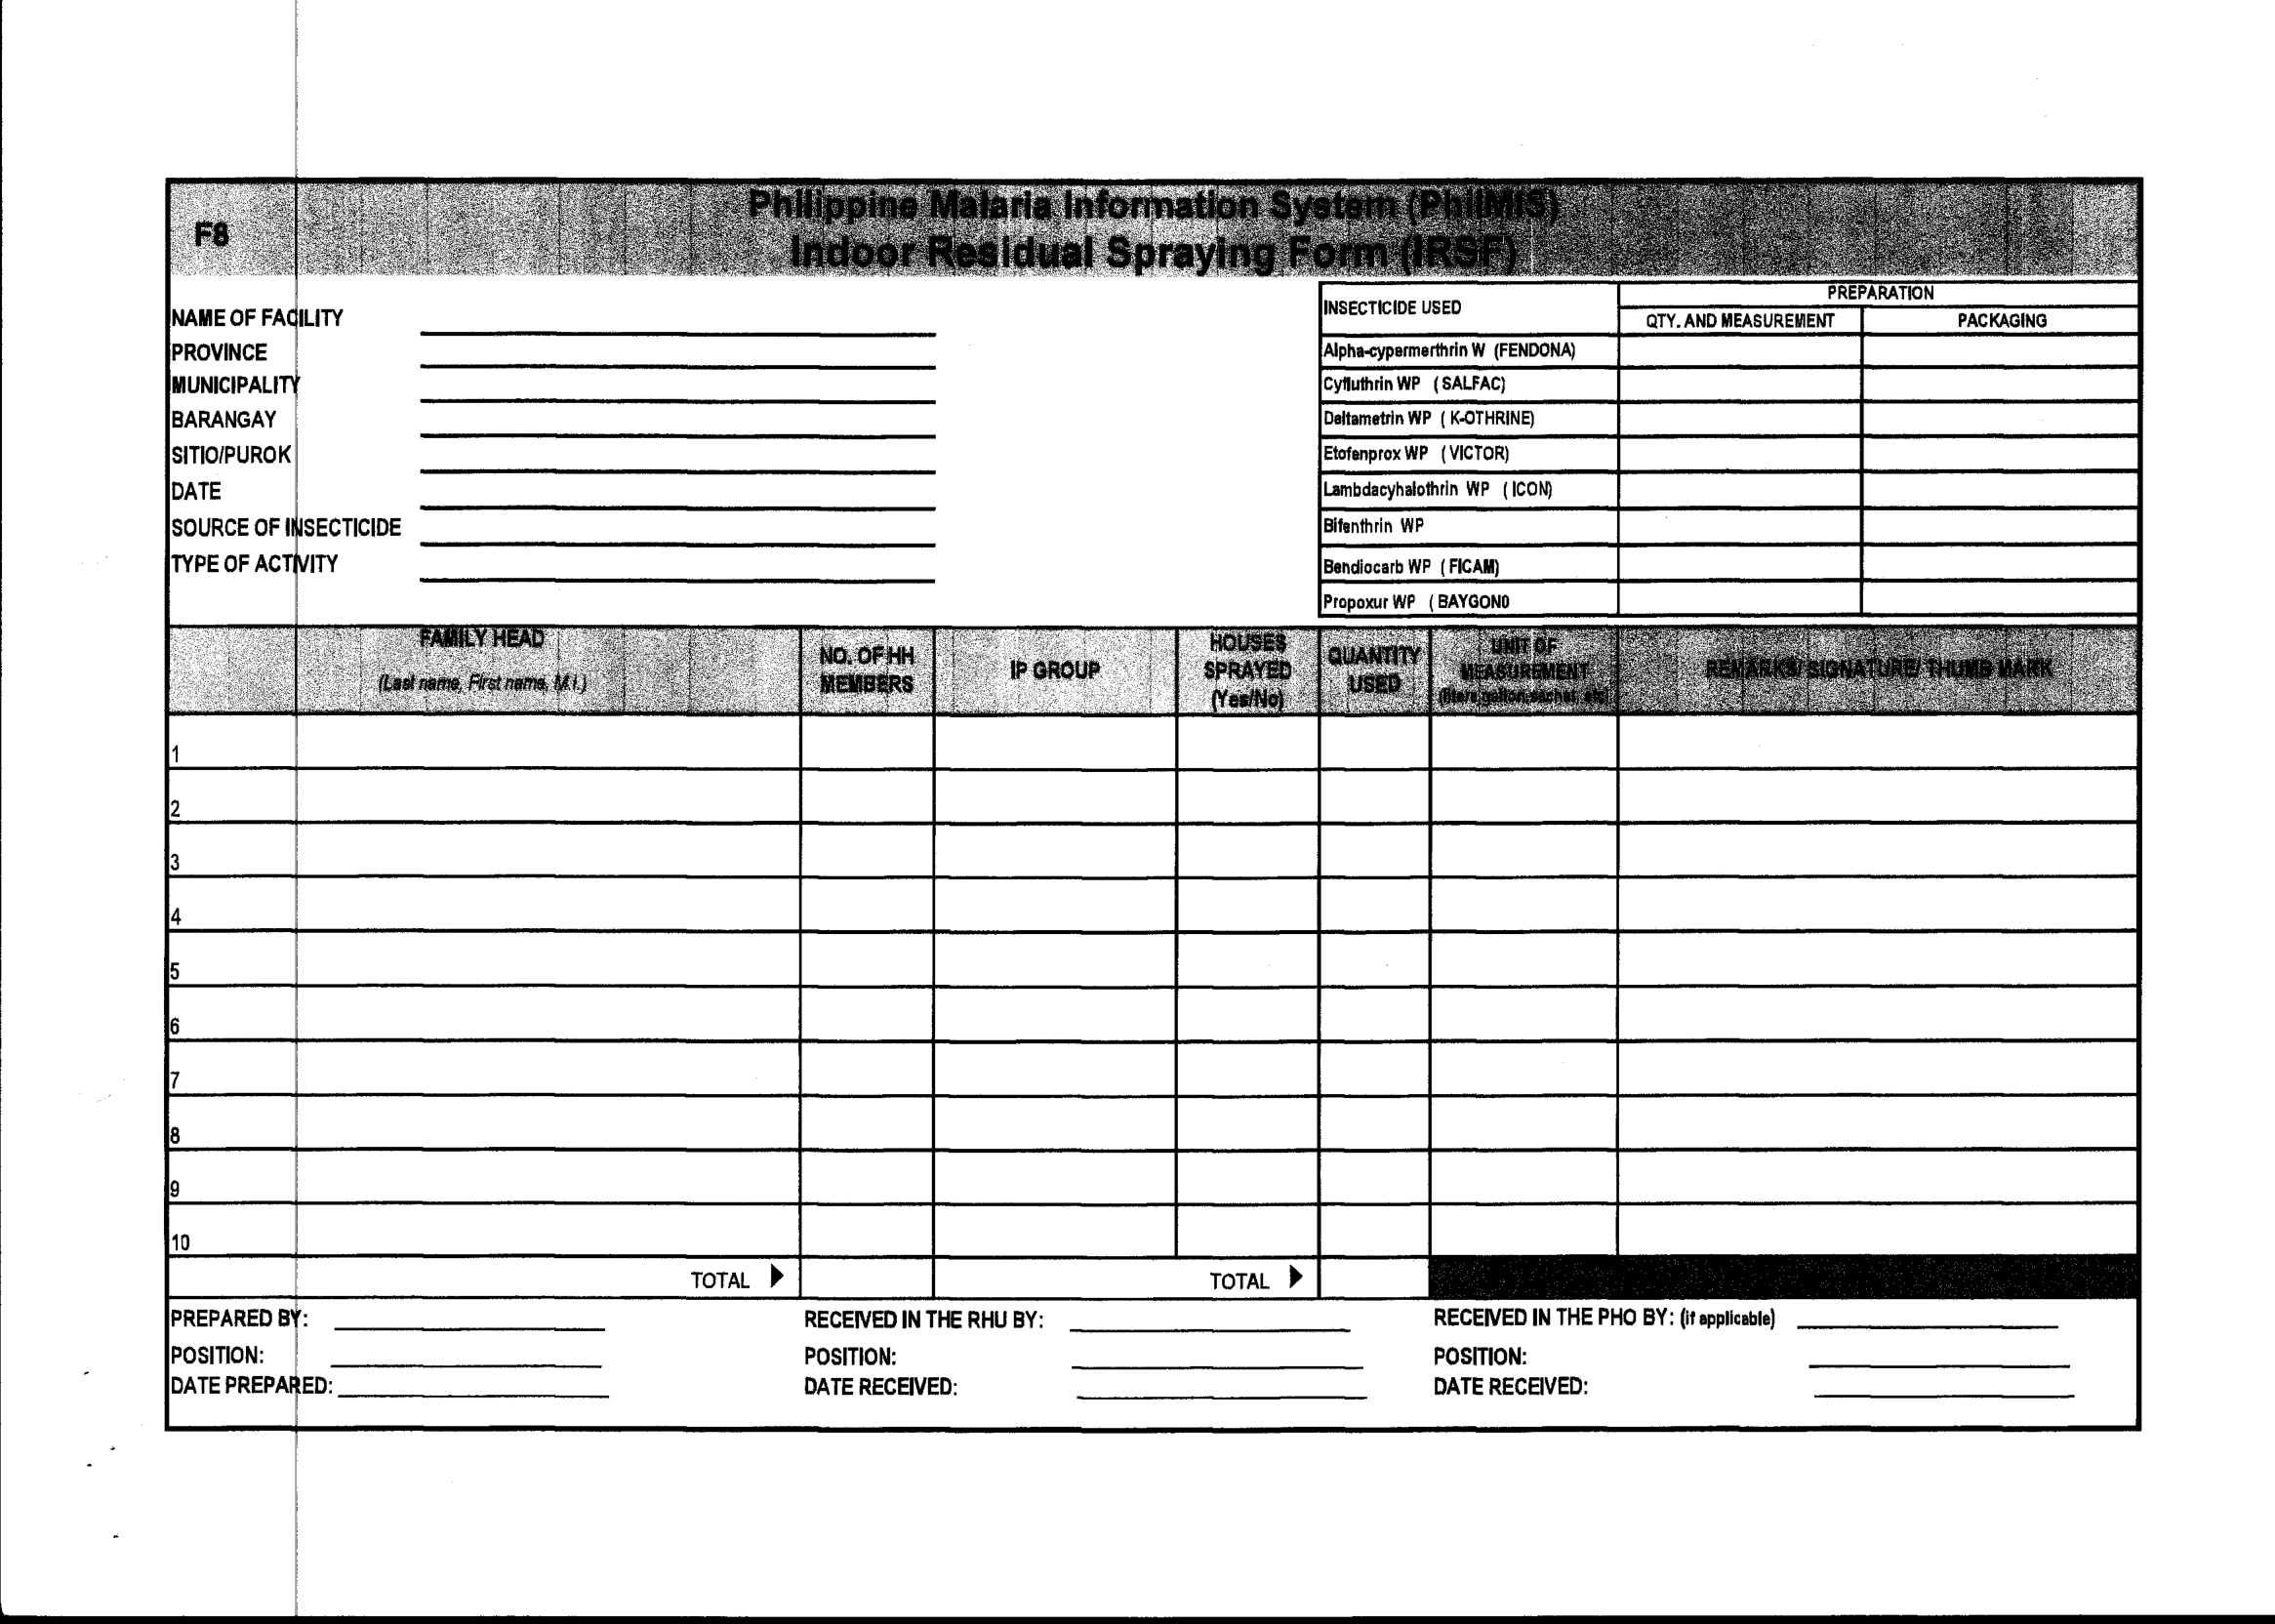 F8
Philippine Malaria Information System (PhilMIS)
Indoor Residual Spraying Form (IRSF)
NAME OF FACILITY
PROVINCE
MUNICIPALITY
BARANGAY
SITIO/PUROK
DATE
SOURCE OF INSECTICIDE
TYPE OF ACTIVITY
INSECTICIDE USED
PREPARATION
QTY. AND MEASUREMENT
PACKAGING
Alpha-cypermerthrin W (FENDONA)
Cyfluthrin WP ( SALFAC)
Deltametrin WP ( K-OTHRINE)
Etofenprox WP ( VICTOR)
Lambdacyhalothrin WP ( ICON)
Bifenthrin WP
Bendiocarb WP ( FICAM)
Propoxur WP ( BAYGON0
FAMILY HEAD
(Last name, First name, M.I.)
NO. OF HH
MEMBERS
IP GROUP
HOUSES
SPRAYED
(Yes/No)
QUANTITY
USED
UNIT OF
MEASUREMENT
(liters,gallon,sachet, etc)
REMARKS/ SIGNATURE/ THUMB MARK
1
2
3
4
5
6
7
8
9
10
TOTAL
TOTAL
PREPARED BY:
POSITION:
DATE PREPARED:
RECEIVED IN THE RHU BY:
POSITION:
DATE RECEIVED:
RECEIVED IN THE PHO BY: (if applicable)
POSITION:
DATE RECEIVED: